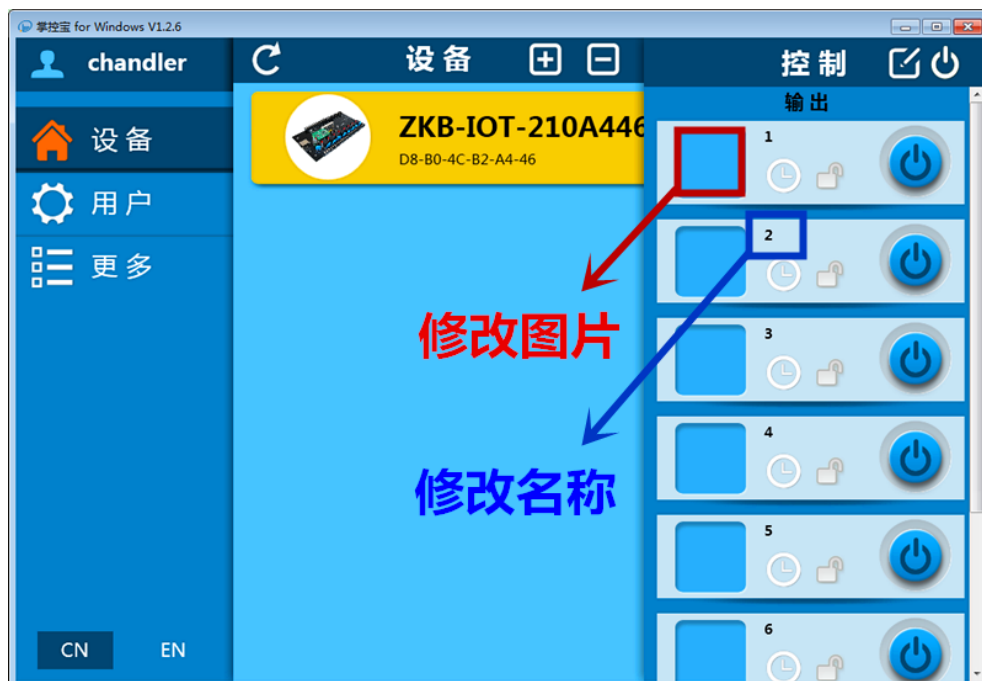 掌控宝 for Windows V1.2.6
chandler
设备
控制
输出
设备
用户
更多
ZKB-IOT-210A446
D8-B0-4C-B2-A4-46
1
2
3
4
5
6
修改图片
修改名称
CN
EN